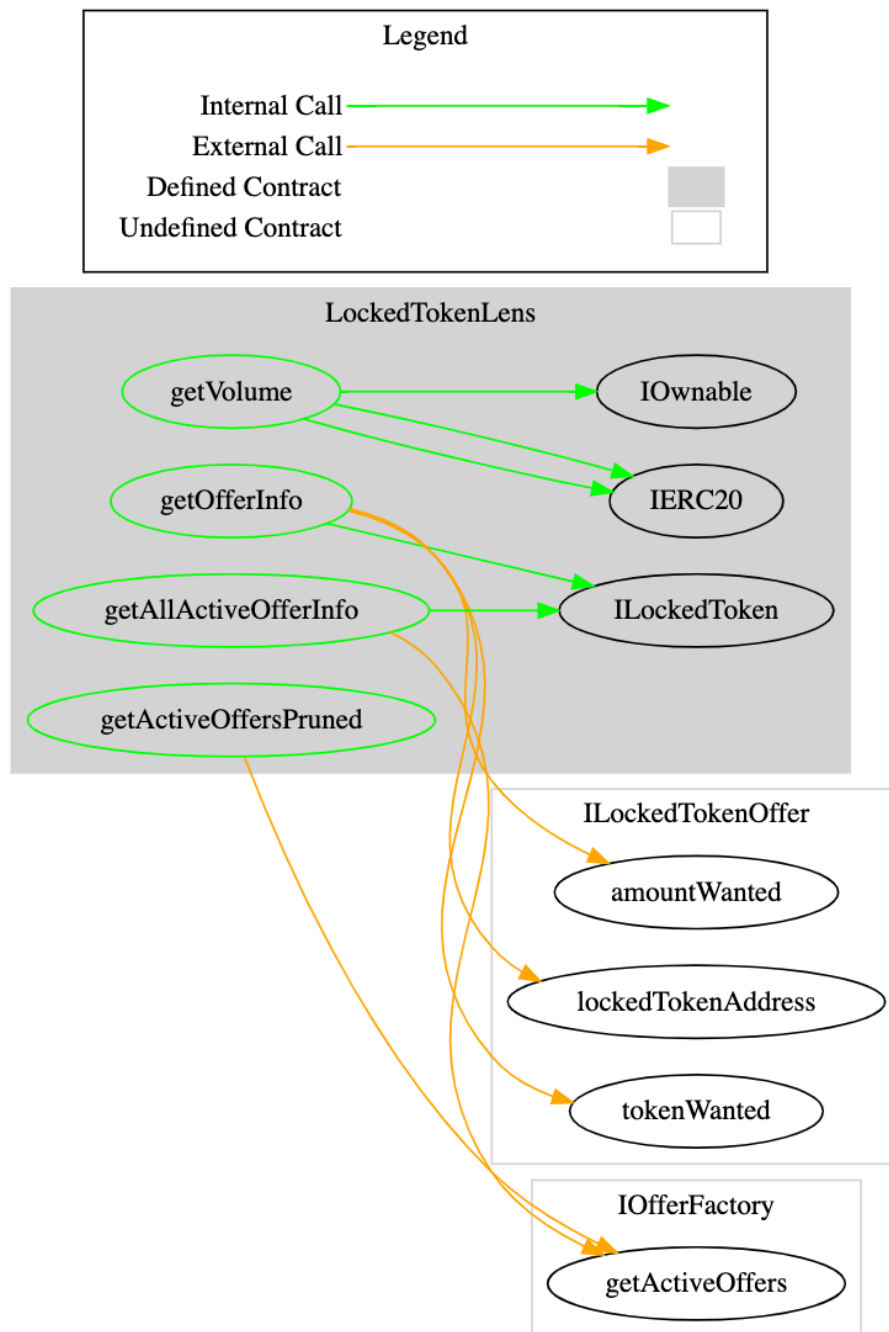 Legend
Internal Call
External Call
Defined Contract
Undefined Contract
LockedTokenLens
getVolume
IOwnable
getOfferInfo
IERC20
getAllActiveOfferInfo
ILockedToken
getActiveOffersPruned
ILockedTokenOffer
amountWanted
lockedTokenAddress
tokenWanted
IOfferFactory
getActiveOffers